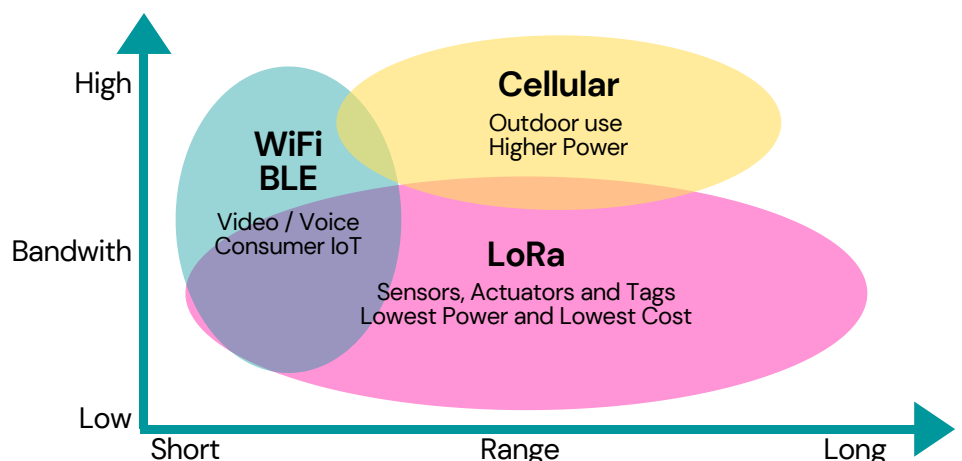 High
Cellular
Outdoor use
Higher Power
WiFi
BLE
Video / Voice
Consumer IoT
Bandwith
LoRa
Sensors, Actuators and Tags
Lowest Power and Lowest Cost
Low
Short
Range
Long